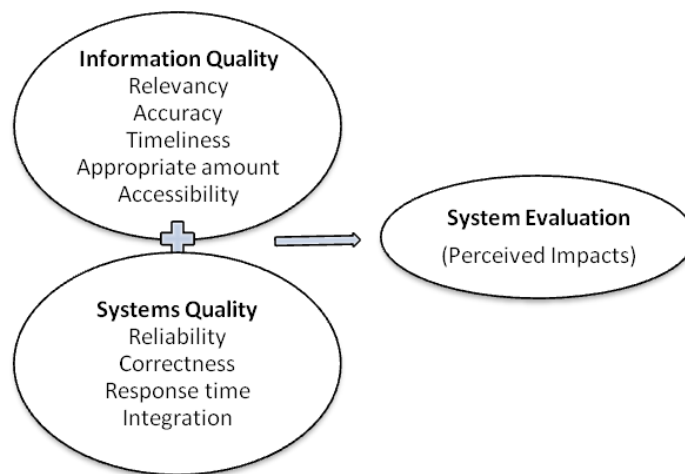 Information Quality
Relevancy
Accuracy
Timeliness
Appropriate amount
Accessibility
Systems Quality
Reliability
Correctness
Response time
Integration
System Evaluation
(Perceived Impacts)